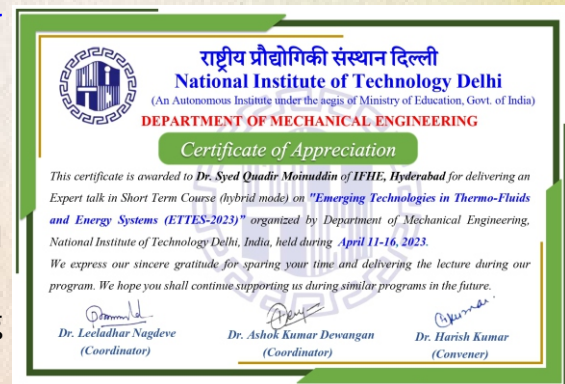 राष्ट्रीय प्रौद्योगिकी संस्थान दिल्ली
National Institute of Technology Delhi
(An Autonomous Institute under the aegis of Ministry of Education, Govt. of India)
DEPARTMENT OF MECHANICAL ENGINEERING
Certificate of Appreciation
This certificate is awarded to Dr. Syed Quadir Moinuddin of IFHE, Hyderabad for delivering an
Expert talk in Short Term Course (hybrid mode) on "Emerging Technologies in Thermo-Fluids
and Energy Systems (ETTES-2023)" organized by Department of Mechanical Engineering,
National Institute of Technology Delhi, India, held during April 11-16, 2023.
We express our sincere gratitude for sparing your time and delivering the lecture during our
program. We hope you shall continue supporting us during similar programs in the future.
Dr. Leeladhar Nagdeve
(Coordinator)
Dr. Ashok Kumar Dewangan
(Coordinator)
Dr. Harish Kumar
(Convener)